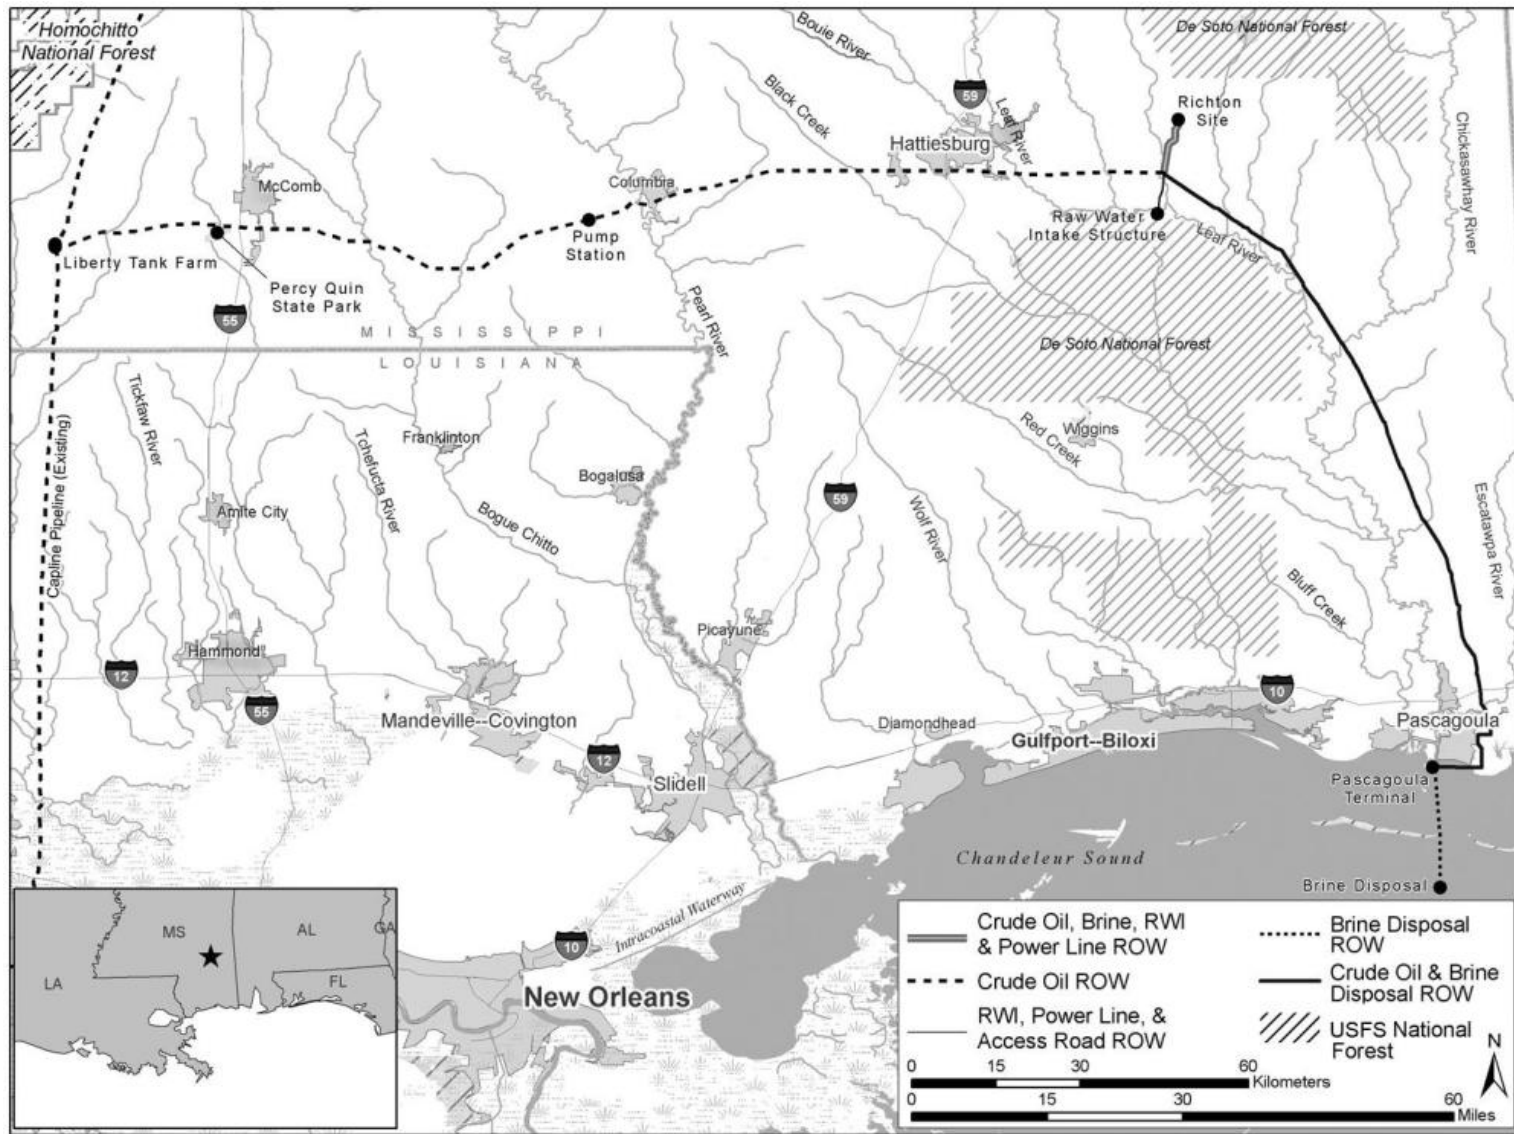 Homochitto
National Forest
Bouie River
De Soto National Forest
Black Creek
59
Leaf River
Richton
Site
Chickasawhay River
Hattiesburg
McComb
Columbia
Raw Water
Intake Structure
Leaf River
Pump
Station
Liberty Tank Farm
Percy Quin
State Park
55
Pearl River
MISSISSIPPI
LOUISIANA
De Soto National Forest
Tickfaw River
Tchefucta River
Franklinton
Red Creek
Wiggins
Capline Pipeline (Existing)
Bogalusa
59
Amite City
Bogue Chitto
Wolf River
Escatawpa River
Bluff Creek
Picayune
Hammond
12
55
10
Mandeville--Covington
Diamondhead
Gulfport--Biloxi
Pascagoula
12
Slidell
Pascagoula
Terminal
Chandeleur Sound
Brine Disposal
Intracoastal Waterway
10
New Orleans
MS
AL
GA
LA
FL
Crude Oil, Brine, RWI
& Power Line ROW
Crude Oil ROW
RWI, Power Line, &
Access Road ROW
Brine Disposal
ROW
Crude Oil & Brine
Disposal ROW
USFS National
Forest
N
0 15 30 60
Kilometers
0 15 30 60
Miles